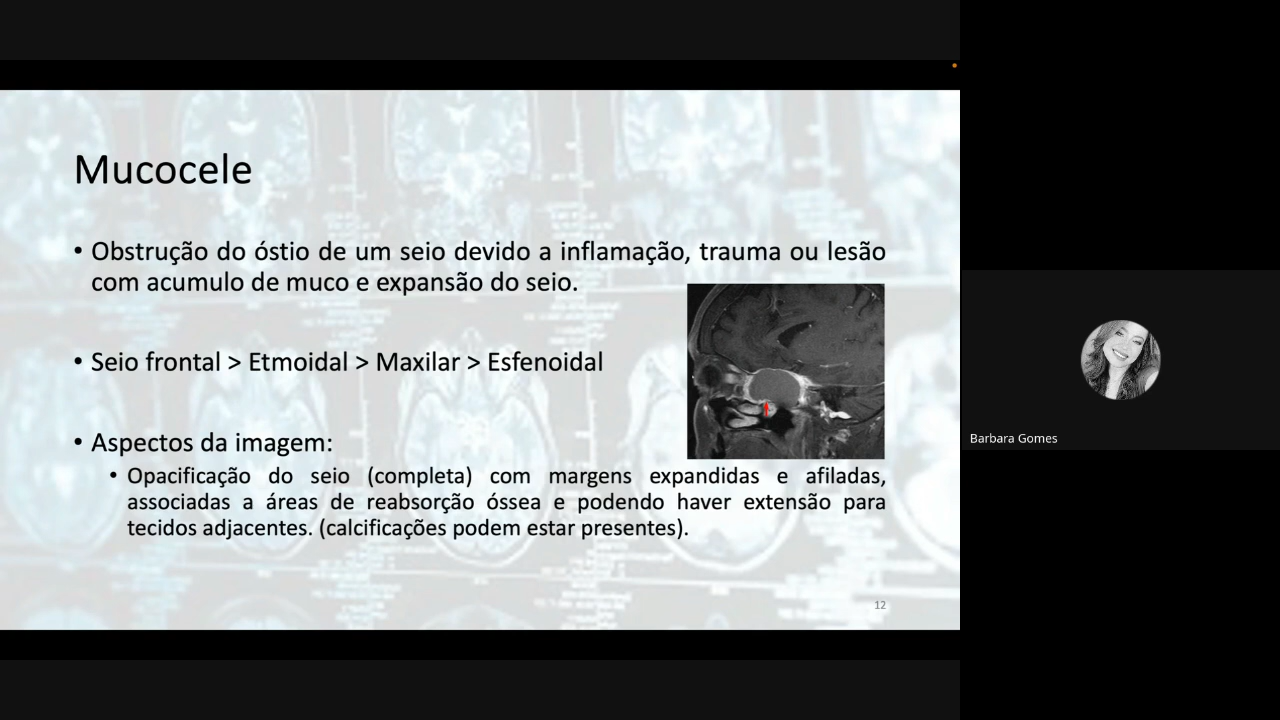 Mucocele
• Obstrução do óstio de um seio devido a inflamação, trauma ou lesão
com acumulo de muco e expansão do seio.
• Seio frontal > Etmoidal > Maxilar > Esfenoidal
• Aspectos da imagem:
• Opacificação do seio (completa) com margens expandidas e afiladas,
associadas a áreas de reabsorção óssea e podendo haver extensão para
tecidos adjacentes. (calcificações podem estar presentes).
12
Barbara Gomes